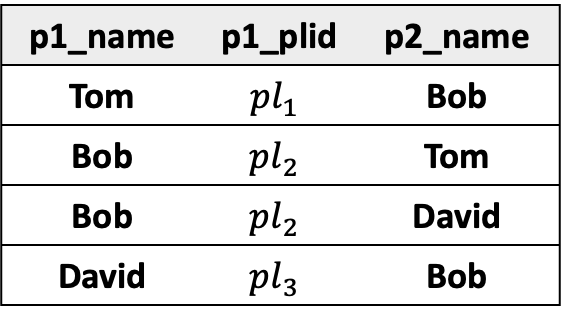 p1_name p1_plid p2_name
Tom pl₁ Bob
Bob pl₂ Tom
Bob pl₂ David
David pl₃ Bob